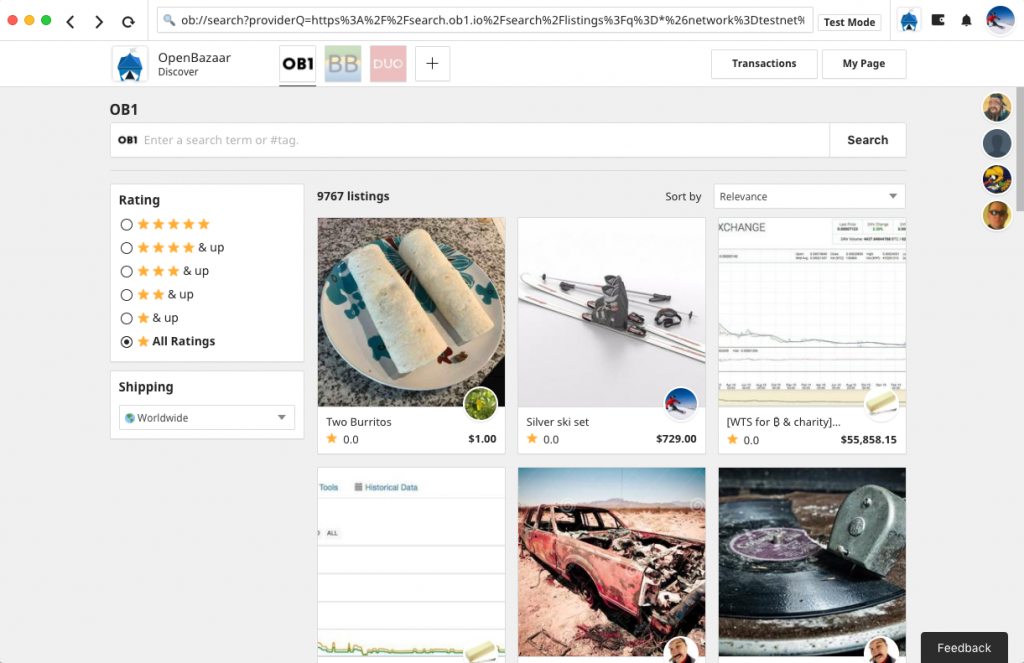 ob://search?providerQ=https%3A%2F%2Fsearch.ob1.io%2Fsearch%2Flistings%3Fq%3D*%26network%3Dtestnet%
Test Mode
OpenBazaar
Discover
OB1
BB
DUO
Transactions
My Page
OB1
OB1 Enter a search term or #tag.
Search
Rating
& up
& up
& up
& up
All Ratings
Shipping
Worldwide
9767 listings
Sort by
Relevance
Two Burritos
0.0
$1.00
Silver ski set
0.0
$729.00
XCHANGE
[WTS for ₿ & charity]...
0.0
$55,858.15
Tools
Historical Data
ALL
Feedback